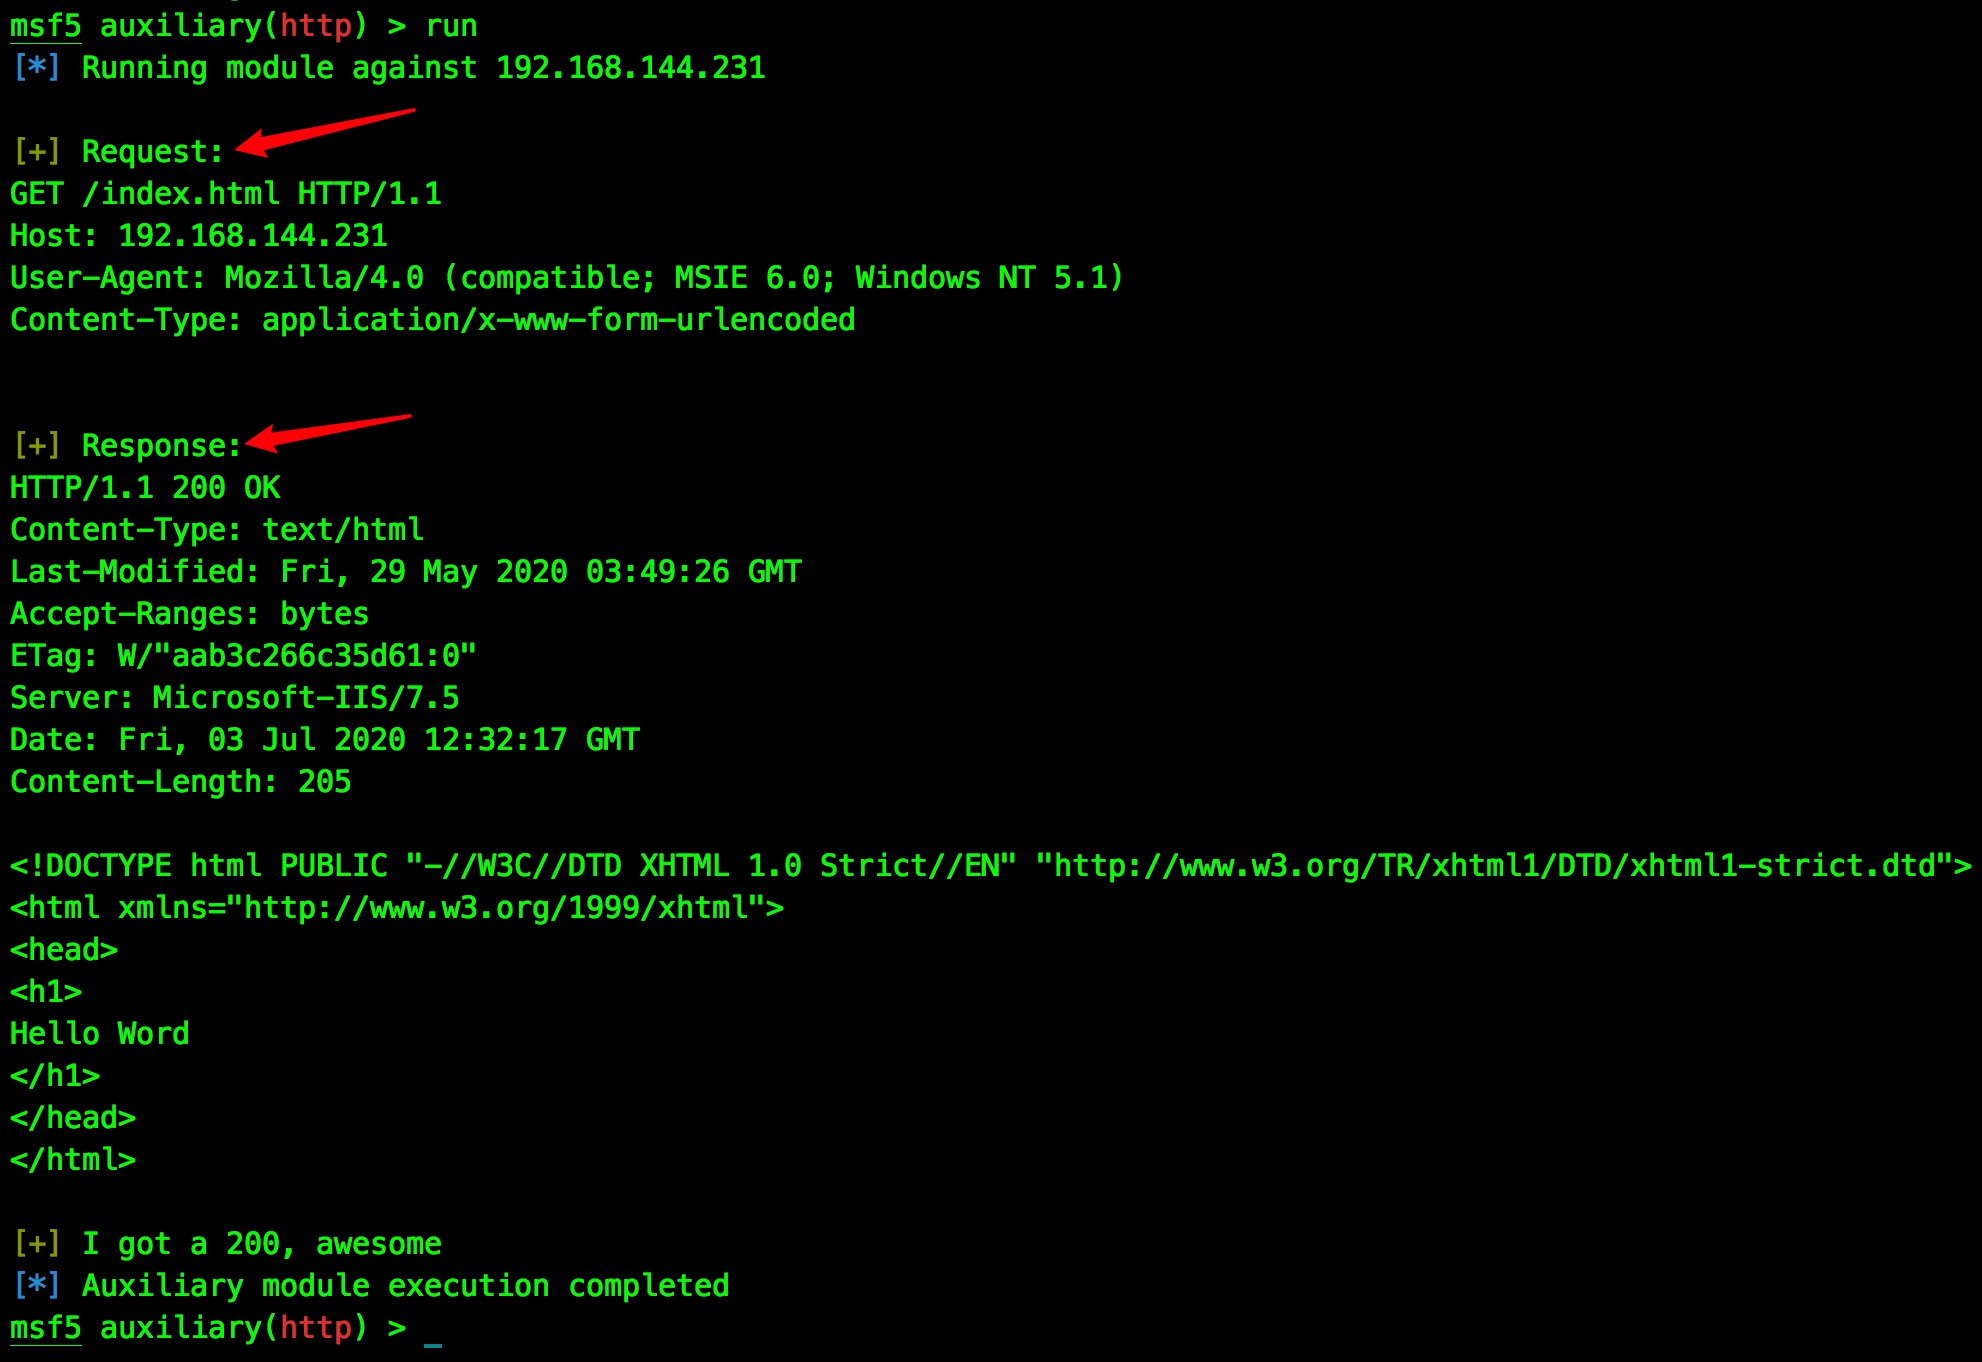 msf5 auxiliary(http) > run
[*] Running module against 192.168.144.231
[+] Request:
GET /index.html HTTP/1.1
Host: 192.168.144.231
User-Agent: Mozilla/4.0 (compatible; MSIE 6.0; Windows NT 5.1)
Content-Type: application/x-www-form-urlencoded
[+] Response:
HTTP/1.1 200 OK
Content-Type: text/html
Last-Modified: Fri, 29 May 2020 03:49:26 GMT
Accept-Ranges: bytes
ETag: W/"aab3c266c35d61:0"
Server: Microsoft-IIS/7.5
Date: Fri, 03 Jul 2020 12:32:17 GMT
Content-Length: 205
<!DOCTYPE html PUBLIC "-//W3C//DTD XHTML 1.0 Strict//EN" "http://www.w3.org/TR/xhtml1/DTD/xhtml1-strict.dtd">
<html xmlns="http://www.w3.org/1999/xhtml">
<head>
<h1>
Hello Word
</h1>
</head>
</html>
[+] I got a 200, awesome
[*] Auxiliary module execution completed
msf5 auxiliary(http) > _